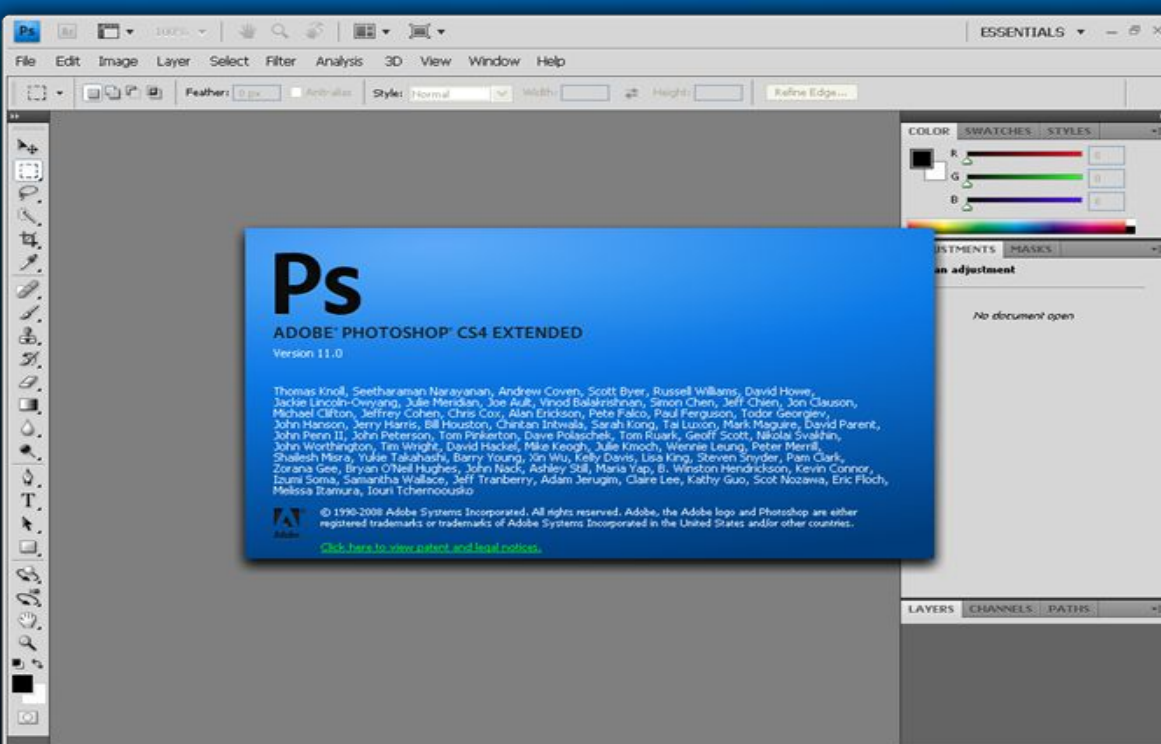 Ps Br 100% ESSENTIALS
File Edit Image Layer Select Filter Analysis 3D View Window Help
Feather: 0 px Anti-alias Style: Normal Width: Height: Refine Edge...
COLOR SWATCHES STYLES
R 0
G 0
B 0
Ps
ADOBE® PHOTOSHOP® CS4 EXTENDED
Version 11.0
Thomas Knoll, Seetharaman Narayanan, Andrew Coven, Scott Byer, Russell Williams, David Howe,
Jackie Lincoln-Owyang, Julie Meridian, Joe Ault, Vinod Balakrishnan, Simon Chen, Jeff Chien, Jon Clauson,
Michael Clifton, Jeffrey Cohen, Chris Cox, Alan Erickson, Pete Falco, Paul Ferguson, Todor Georgiev,
John Hanson, Jerry Harris, Bill Houston, Chintan Intwala, Sarah Kong, Tai Luxon, Mark Maguire, David Parent,
John Penn II, John Peterson, Tom Pinkerton, Dave Polaschek, Tom Ruark, Geoff Scott, Nikolai Svakhin,
John Worthington, Tim Wright, David Hackel, Mike Keogh, Julie Kmoch, Wennie Leung, Peter Merrill,
Shailesh Misra, Yukie Takahashi, Barry Young, Xin Wu, Kelly Davis, Lisa King, Steven Snyder, Pam Clark,
Zorana Gee, Bryan O'Neil Hughes, John Nack, Ashley Still, Maria Yap, B. Winston Hendrickson, Kevin Connor,
Izumi Soma, Samantha Wallace, Jeff Tranberry, Adam Jerugim, Claire Lee, Kathy Guo, Scot Nozawa, Eric Floch,
Melissa Itamura, Iouri Tchernoousko
Adobe
© 1990-2008 Adobe Systems Incorporated. All rights reserved. Adobe, the Adobe logo and Photoshop are either
registered trademarks or trademarks of Adobe Systems Incorporated in the United States and/or other countries.
Click here to view patent and legal notices.
STMENTS MASKS
an adjustment
No document open
LAYERS CHANNELS PATHS
T